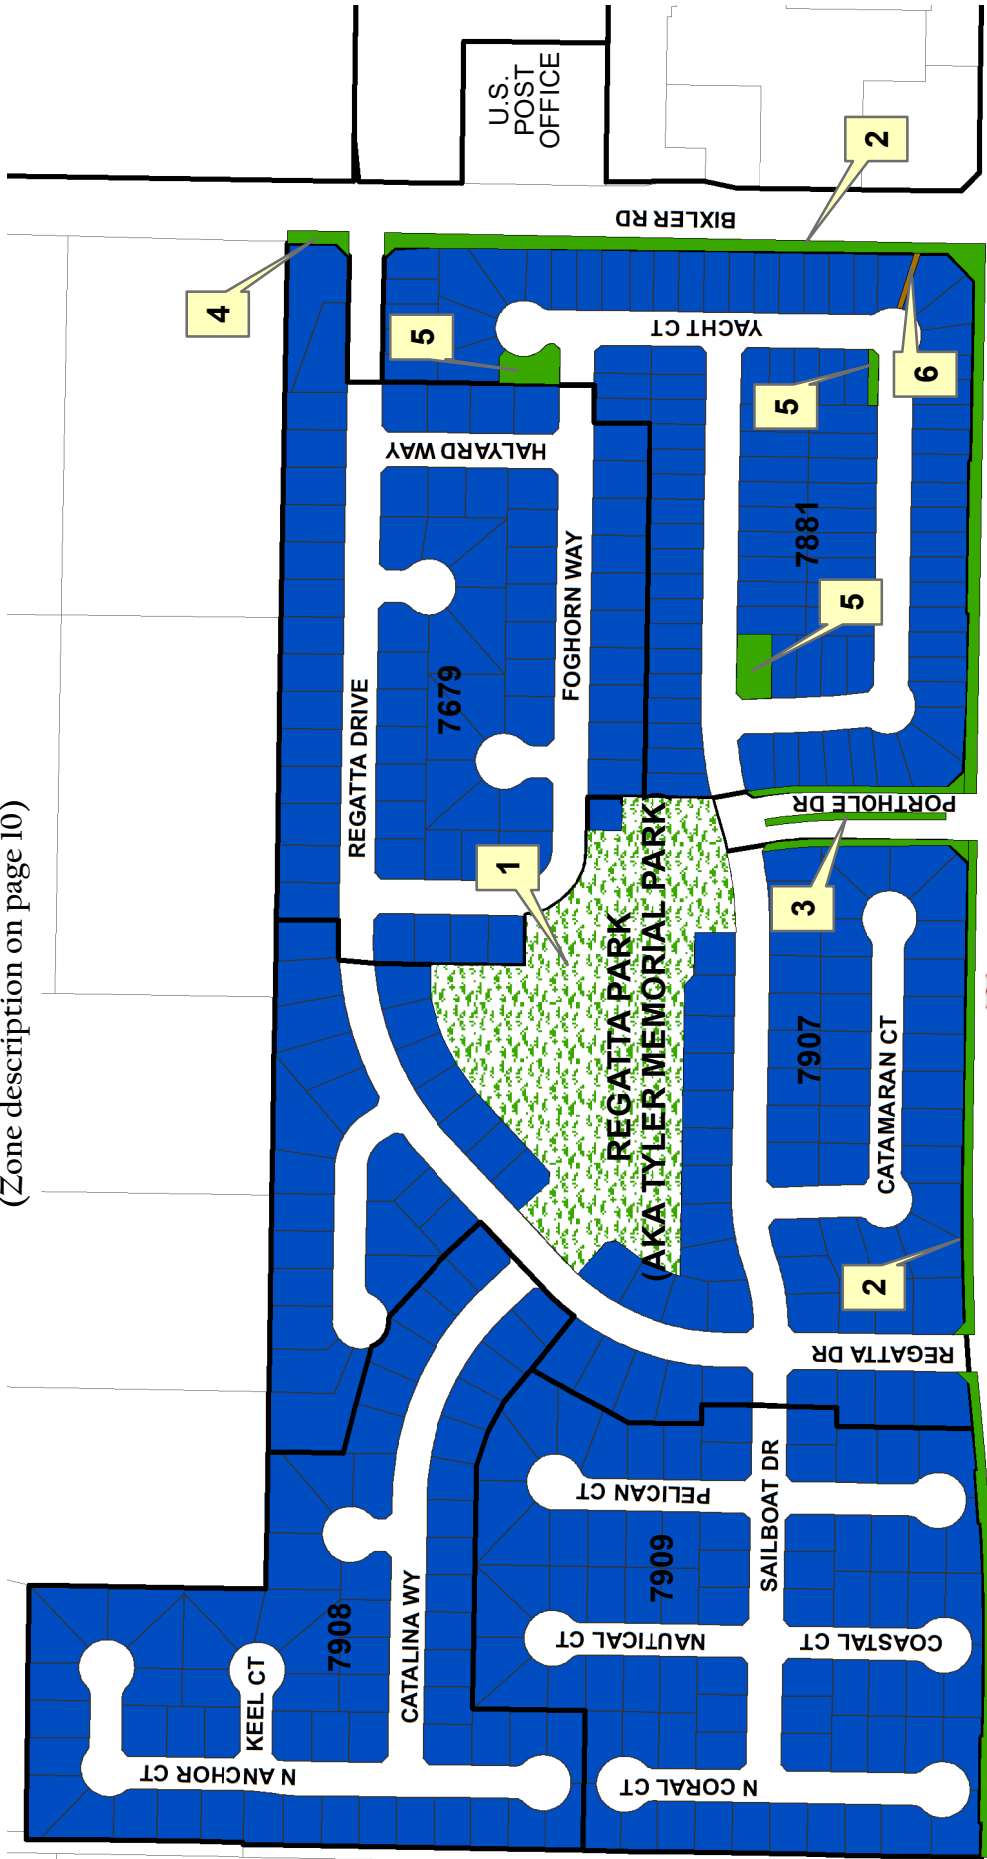 (Zone description on page 10)
U.S.
POST
OFFICE
2
BIXLER RD
4
5
YACHT CT
6
5
HALYARD WAY
7881
FOGHORN WAY
5
7679
REGATTA DRIVE
PORTHOLE DR
1
3
REGATTA PARK
(AKA TYLER MEMORIAL PARK)
7907
CATAMARAN CT
2
REGATTA DR
PELICAN CT
SAILBOAT DR
7909
7908
CATALINA WY
NAUTICAL CT
COASTAL CT
KEEL CT
N ANCHOR CT
N CORAL CT